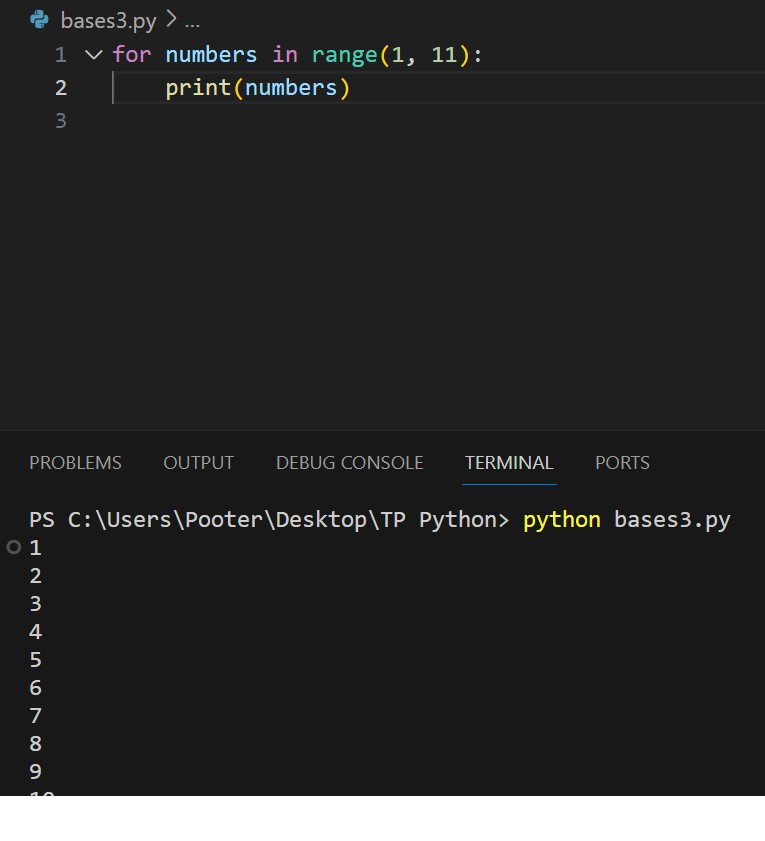 bases3.py > ...
1 for numbers in range(1, 11):
2 print(numbers)
3
PROBLEMS OUTPUT DEBUG CONSOLE TERMINAL PORTS
PS C:\Users\Pooter\Desktop\TP Python> python bases3.py
1
2
3
4
5
6
7
8
9
10